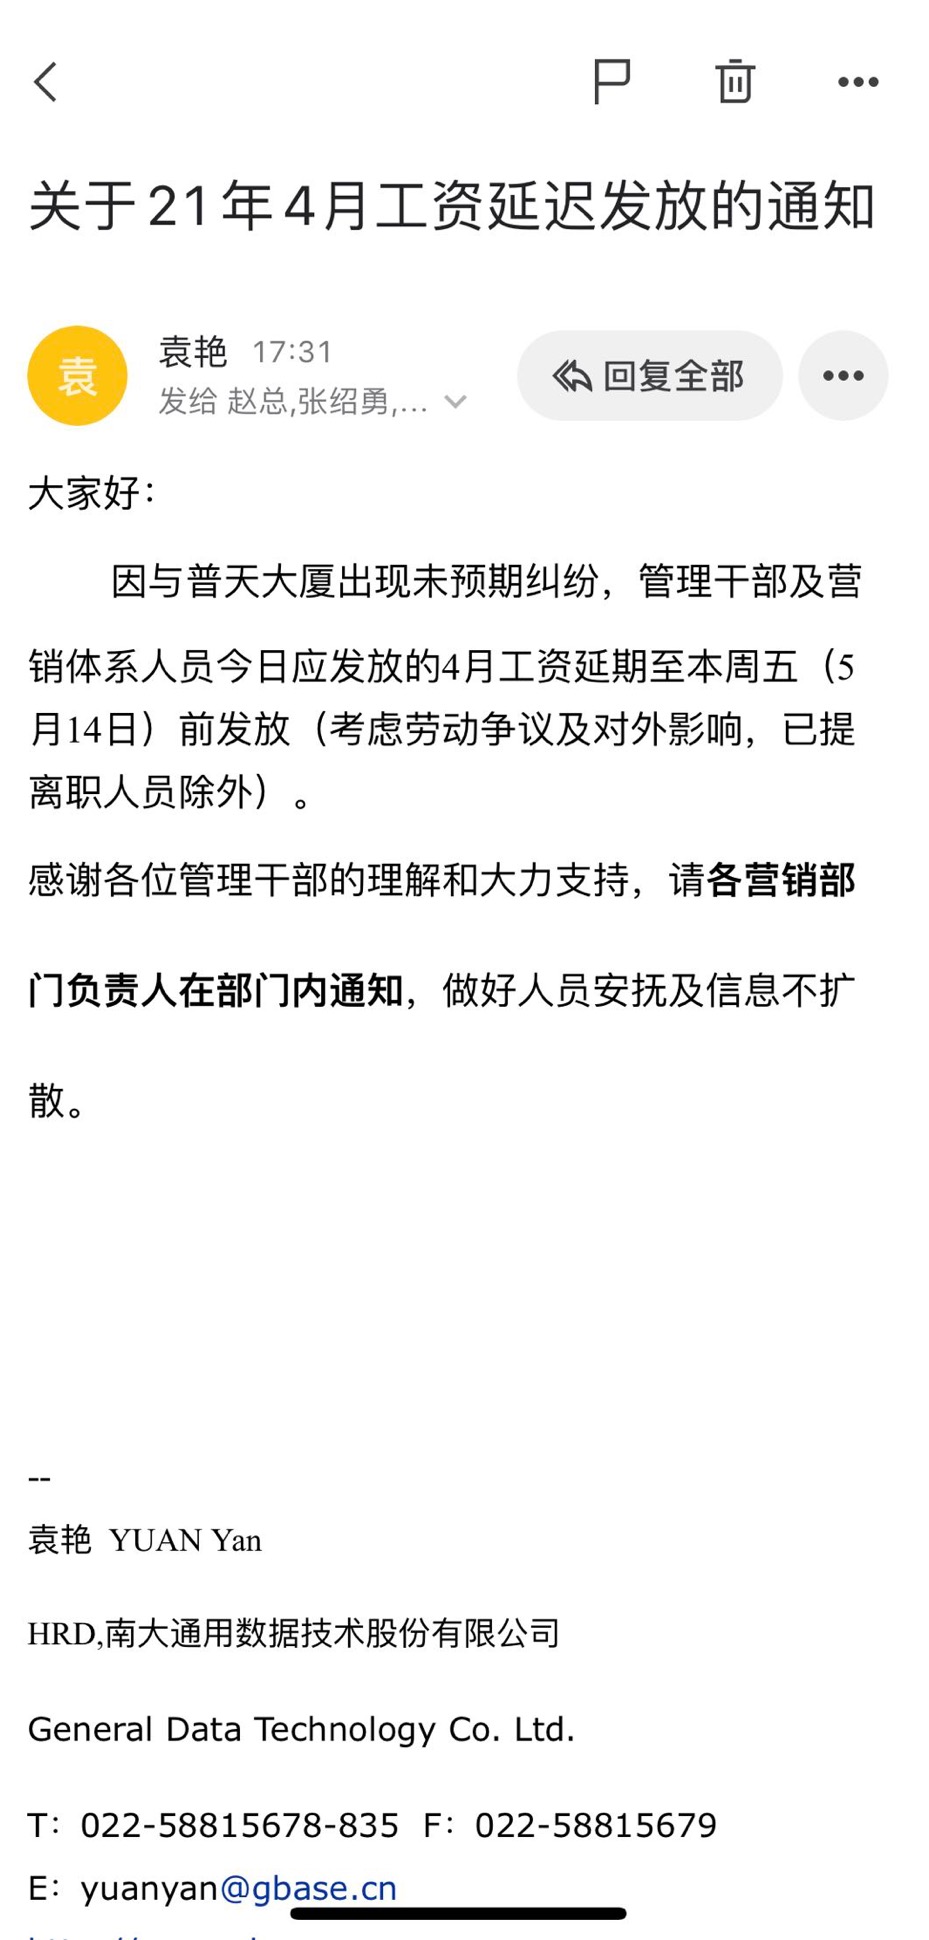 关于21年4月工资延迟发放的通知
袁
袁艳 17:31
发给 赵总,张绍勇,...
回复全部
大家好：
因与普天大厦出现未预期纠纷，管理干部及营
销体系人员今日应发放的4月工资延期至本周五（5
月14日）前发放（考虑劳动争议及对外影响，已提
离职人员除外）。
感谢各位管理干部的理解和大力支持，请各营销部
门负责人在部门内通知，做好人员安抚及信息不扩
散。
--
袁艳 YUAN Yan
HRD,南大通用数据技术股份有限公司
General Data Technology Co. Ltd.
T：022-58815678-835 F：022-58815679
E：yuanyan@gbase.cn